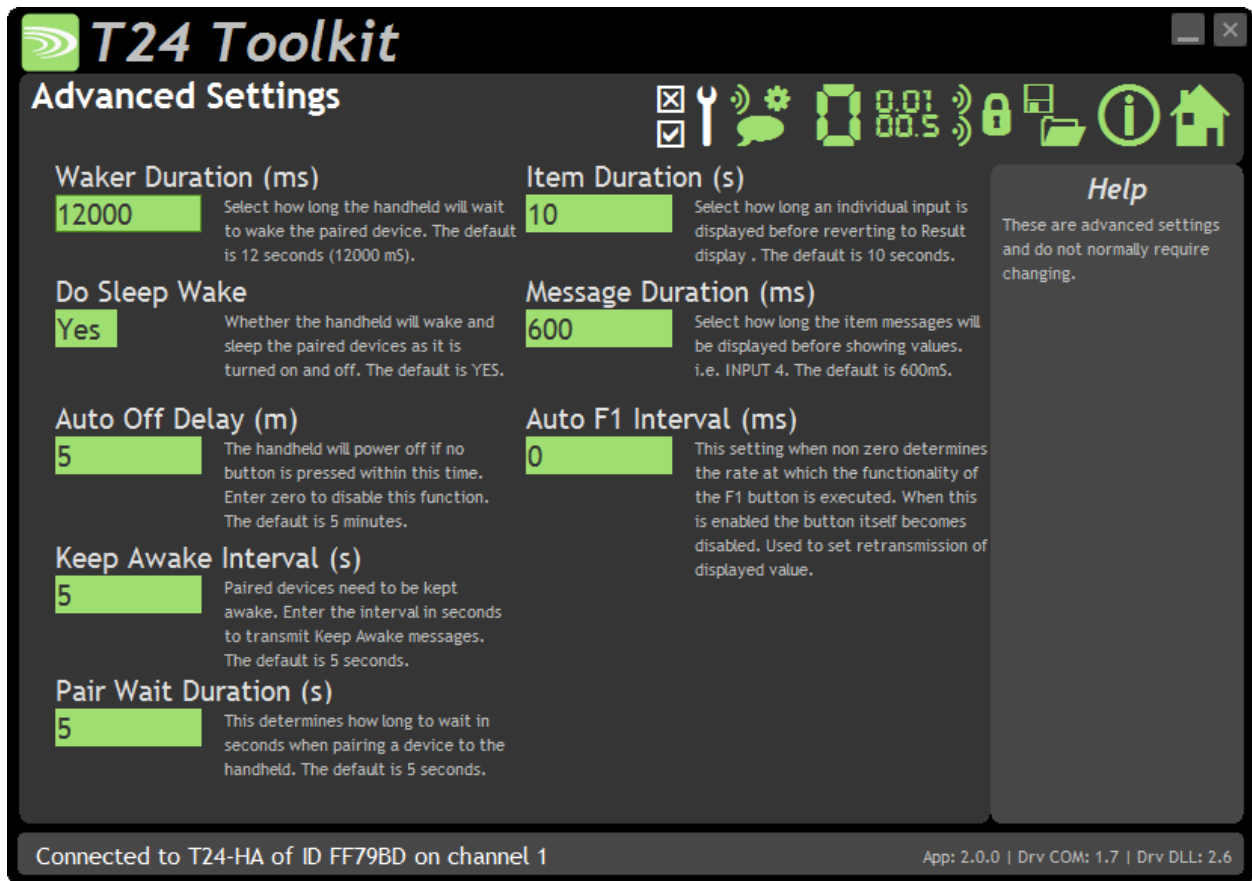 T24 Toolkit
Advanced Settings
0.01
00.5
Waker Duration (ms)
12000
Select how long the handheld will wait
to wake the paired device. The default
is 12 seconds (12000 mS).
Do Sleep Wake
Yes
Whether the handheld will wake and
sleep the paired devices as it is
turned on and off. The default is YES.
Auto Off Delay (m)
5
The handheld will power off if no
button is pressed within this time.
Enter zero to disable this function.
The default is 5 minutes.
Keep Awake Interval (s)
5
Paired devices need to be kept
awake. Enter the interval in seconds
to transmit Keep Awake messages.
The default is 5 seconds.
Pair Wait Duration (s)
5
This determines how long to wait in
seconds when pairing a device to the
handheld. The default is 5 seconds.
Item Duration (s)
10
Select how long an individual input is
displayed before reverting to Result
display . The default is 10 seconds.
Message Duration (ms)
600
Select how long the item messages will
be displayed before showing values.
i.e. INPUT 4. The default is 600mS.
Auto F1 Interval (ms)
0
This setting when non zero determines
the rate at which the functionality of
the F1 button is executed. When this
is enabled the button itself becomes
disabled. Used to set retransmission of
displayed value.
Help
These are advanced settings
and do not normally require
changing.
Connected to T24-HA of ID FF79BD on channel 1
App: 2.0.0 | Drv COM: 1.7 | Drv DLL: 2.6